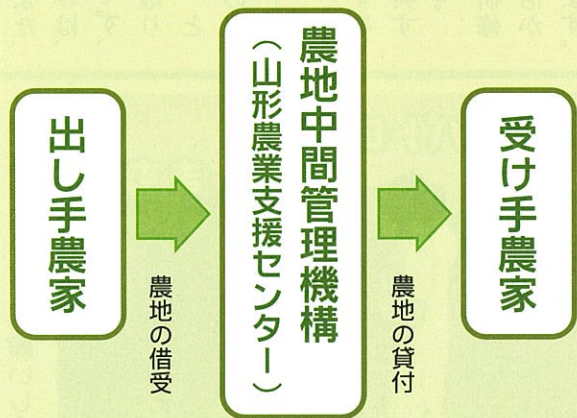 出し手農家
農地の借受
農地中間管理機構
（山形農業支援センター）
農地の貸付
受け手農家